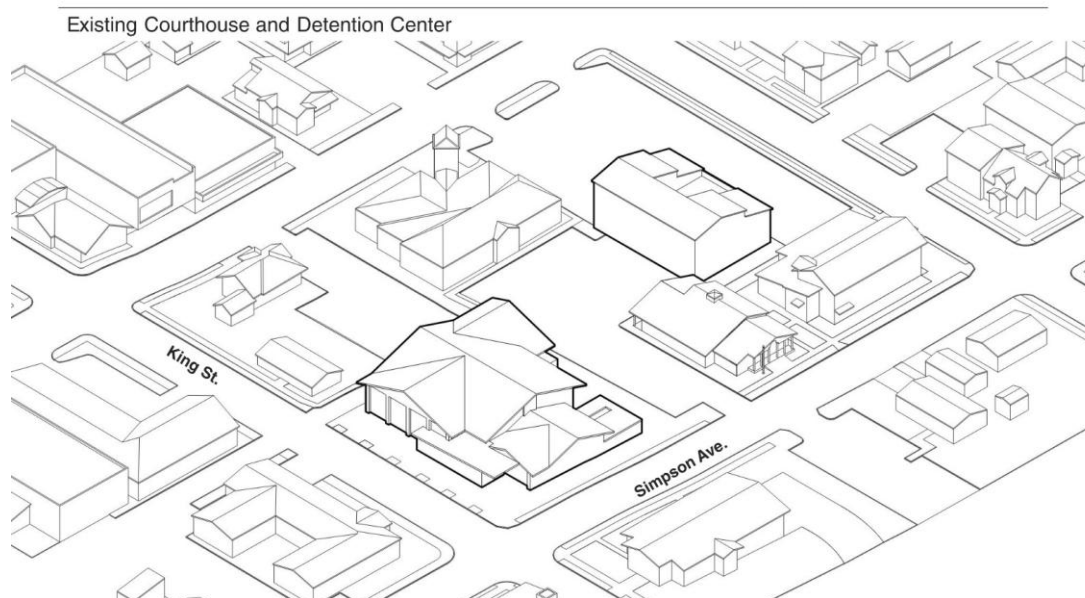 Existing Courthouse and Detention Center
King St.
Simpson Ave.